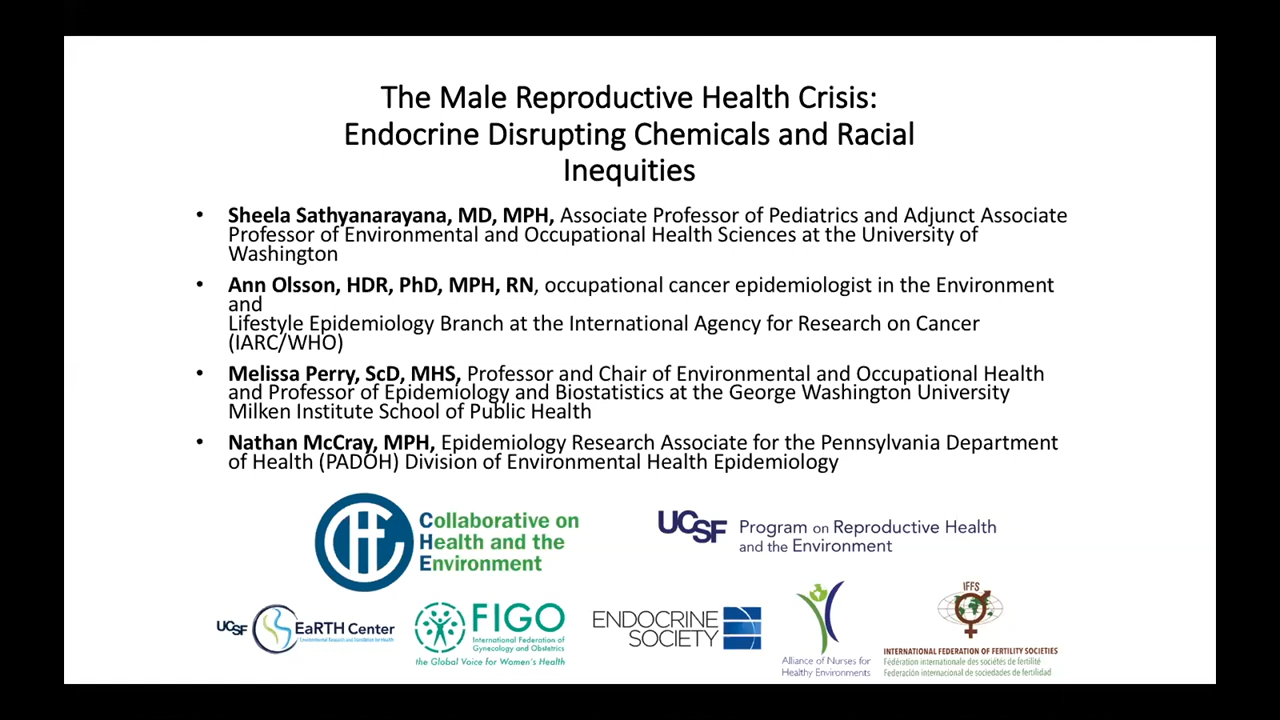 The Male Reproductive Health Crisis:
Endocrine Disrupting Chemicals and Racial
Inequities
• Sheela Sathyanarayana, MD, MPH, Associate Professor of Pediatrics and Adjunct Associate
Professor of Environmental and Occupational Health Sciences at the University of
Washington
• Ann Olsson, HDR, PhD, MPH, RN, occupational cancer epidemiologist in the Environment
and
Lifestyle Epidemiology Branch at the International Agency for Research on Cancer
(IARC/WHO)
• Melissa Perry, ScD, MHS, Professor and Chair of Environmental and Occupational Health
and Professor of Epidemiology and Biostatistics at the George Washington University
Milken Institute School of Public Health
• Nathan McCray, MPH, Epidemiology Research Associate for the Pennsylvania Department
of Health (PADOH) Division of Environmental Health Epidemiology
CHE
Collaborative on
Health and the
Environment
UCSF Program on Reproductive Health
and the Environment
UCSF EaRTH Center
Environmental Research and Translation for Health
FIGO
International Federation of
Gynecology and Obstetrics
the Global Voice for Women's Health
ENDOCRINE
SOCIETY
Alliance of Nurses for
Healthy Environments
IFFS
INTERNATIONAL FEDERATION OF FERTILITY SOCIETIES
Fédération internationale des sociétés de fertilité
Federación internacional de sociedades de fertilidad